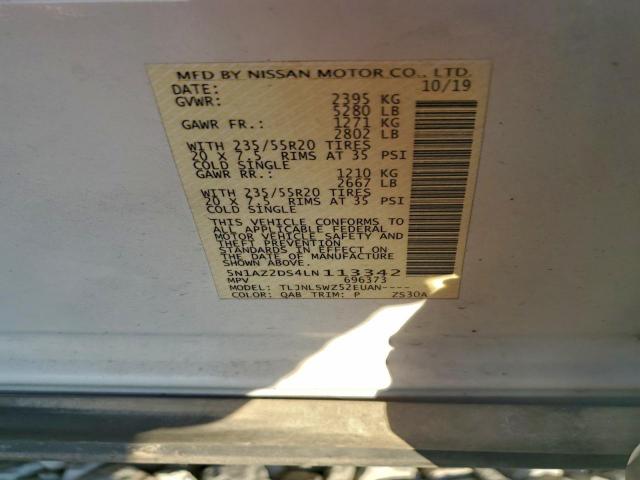 MFD BY NISSAN MOTOR CO., LTD.
DATE: 10/19
GVWR: 2395 KG
5280 LB
GAWR FR.: 1271 KG
2802 LB
WITH 235/55R20 TIRES
20 X 7.5 RIMS AT 35 PSI
COLD SINGLE
GAWR RR.: 1210 KG
2667 LB
WITH 235/55R20 TIRES
20 X 7.5 RIMS AT 35 PSI
COLD SINGLE
THIS VEHICLE CONFORMS TO
ALL APPLICABLE FEDERAL
MOTOR VEHICLE SAFETY AND
THEFT PREVENTION
STANDARDS IN EFFECT ON
THE DATE OF MANUFACTURE
SHOWN ABOVE.
5N1AZ2DS4LN113342
MPV 696373
MODEL: TLJNLSWZ52EUAN----
COLOR: QAB TRIM: P ZS30A